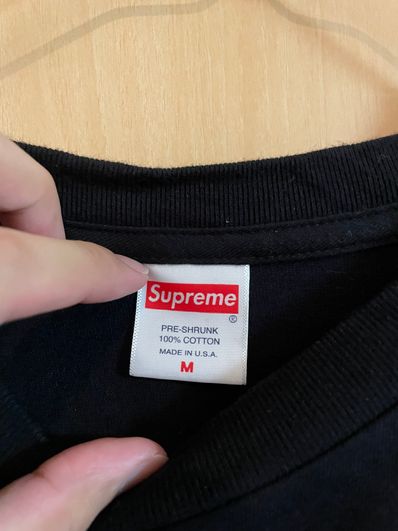 Supreme
®
PRE-SHRUNK
100% COTTON
MADE IN U.S.A.
M